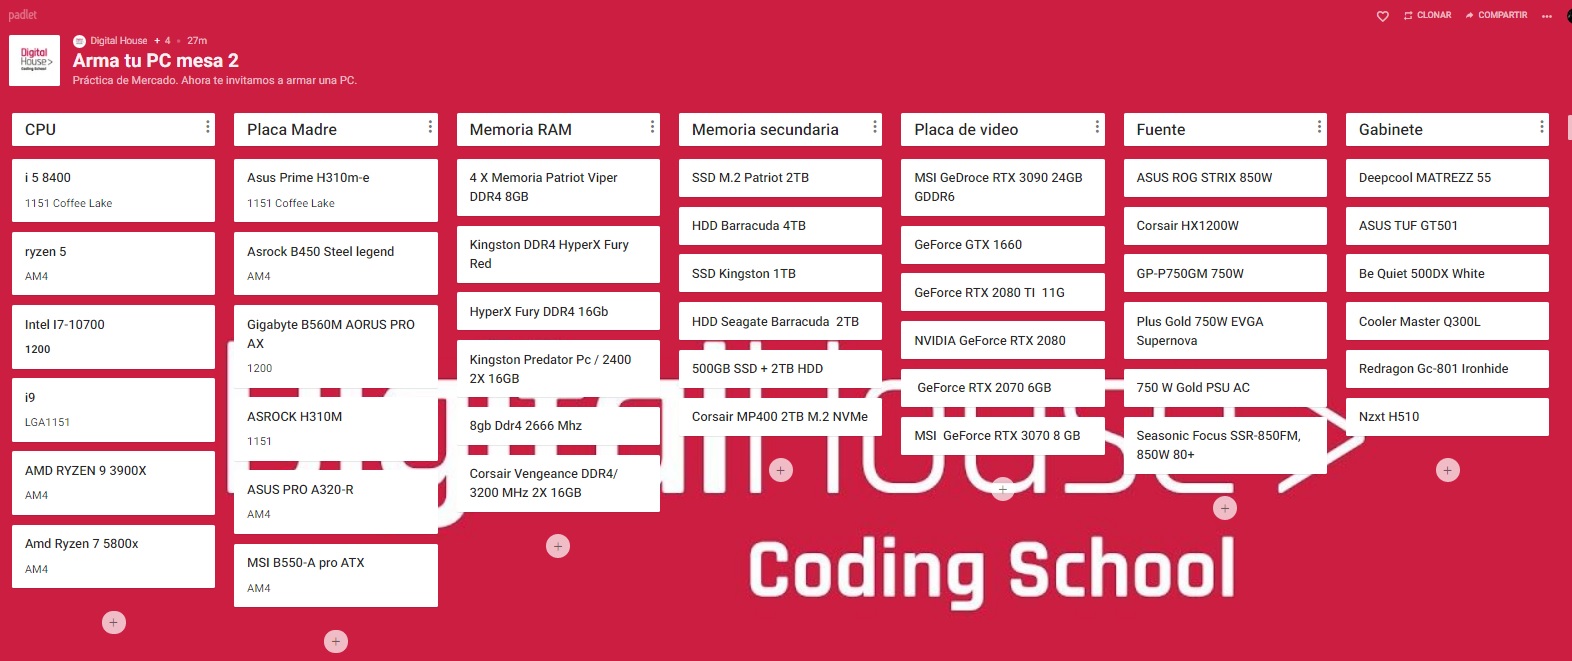 padlet
CLONAR
COMPARTIR
Digital
House>
Coding School
Digital House + 4 • 27m
Arma tu PC mesa 2
Práctica de Mercado. Ahora te invitamos a armar una PC.
CPU
i 5 8400
1151 Coffee Lake
ryzen 5
AM4
Intel I7-10700
1200
i9
LGA1151
AMD RYZEN 9 3900X
AM4
Amd Ryzen 7 5800x
AM4
Placa Madre
Asus Prime H310m-e
1151 Coffee Lake
Asrock B450 Steel legend
AM4
Gigabyte B560M AORUS PRO
AX
1200
ASROCK H310M
1151
ASUS PRO A320-R
AM4
MSI B550-A pro ATX
AM4
Memoria RAM
4 X Memoria Patriot Viper
DDR4 8GB
Kingston DDR4 HyperX Fury
Red
HyperX Fury DDR4 16Gb
Kingston Predator Pc / 2400
2X 16GB
8gb Ddr4 2666 Mhz
Corsair Vengeance DDR4/
3200 MHz 2X 16GB
Memoria secundaria
SSD M.2 Patriot 2TB
HDD Barracuda 4TB
SSD Kingston 1TB
HDD Seagate Barracuda 2TB
500GB SSD + 2TB HDD
Corsair MP400 2TB M.2 NVMe
Placa de video
MSI GeDroce RTX 3090 24GB
GDDR6
GeForce GTX 1660
GeForce RTX 2080 TI 11G
NVIDIA GeForce RTX 2080
GeForce RTX 2070 6GB
MSI GeForce RTX 3070 8 GB
Fuente
ASUS ROG STRIX 850W
Corsair HX1200W
GP-P750GM 750W
Plus Gold 750W EVGA
Supernova
750 W Gold PSU AC
Seasonic Focus SSR-850FM,
850W 80+
Gabinete
Deepcool MATREZZ 55
ASUS TUF GT501
Be Quiet 500DX White
Cooler Master Q300L
Redragon Gc-801 Ironhide
Nzxt H510
DigitalHouse>
Coding School